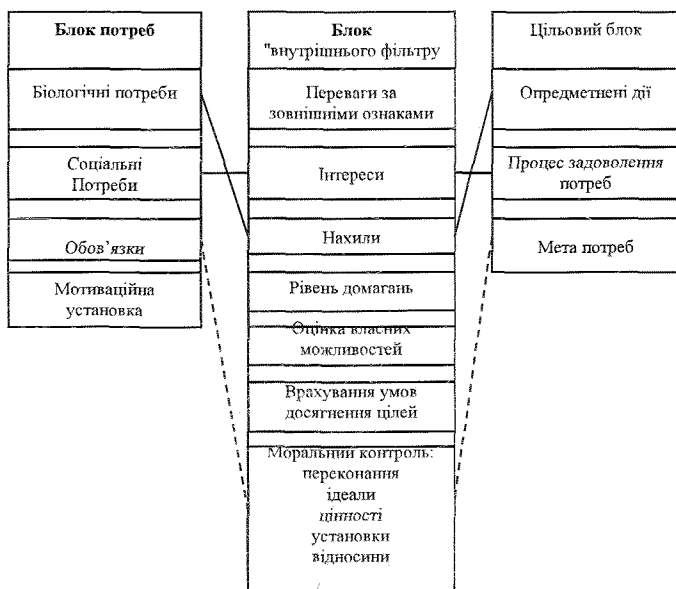 Блок потреб
Біологічні потреби
Соціальні
Потреби
Обов’язки
Мотиваційна
установка
Блок
"внутрішнього фільтру
Переваги за
зовнішніми ознаками
Інтереси
Нахили
Рівень домагань
Оцінка власних
можливостей
Врахування умов
досягнення цілей
Моральний контроль:
переконання
ідеали
цінності
установки
відносини
Цільовий блок
Опредметнені дії
Процес задоволення
потреб
Мета потреб